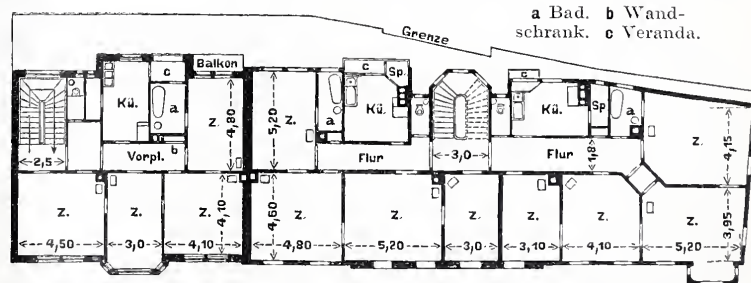 a Bad. b Wand-
schrank. c Veranda.
Grenze
Balkon
c
c
Sp.
c
Kü.
a
z.
4,80
5,20
z.
a
Kü.
Kü.
Sp
a
z.
4,15
b
2,5
Vorpl.
Flur
3,0
Flur
1,8
z.
z.
z.
4,10
z.
4,60
z.
z.
z.
z.
z.
3,95
4,50
3,0
4,10
4,80
5,20
3,0
3,10
4,10
5,20